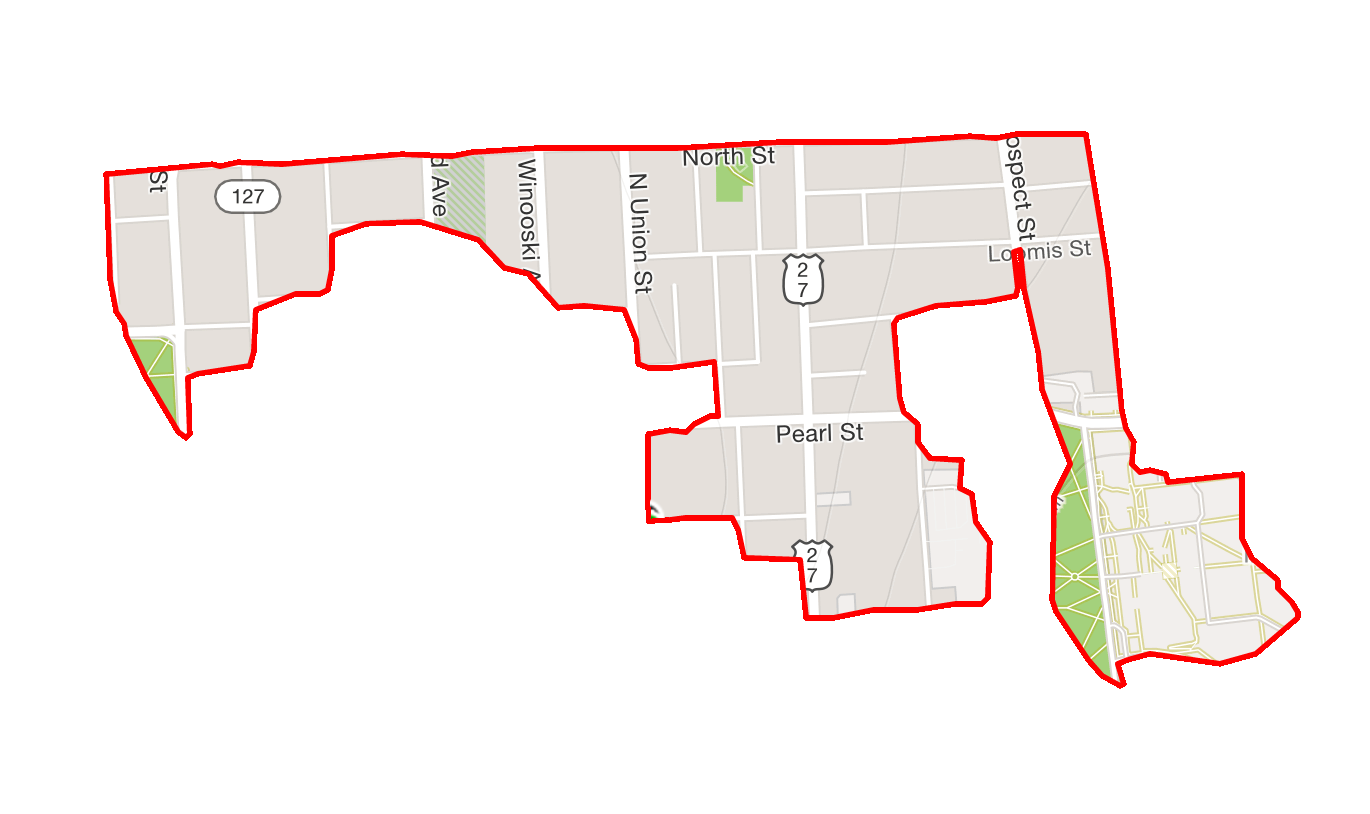 North St
St
127
d Ave
Winooski A
N Union St
ospect St
Loomis St
2
7
Pearl St
2
7